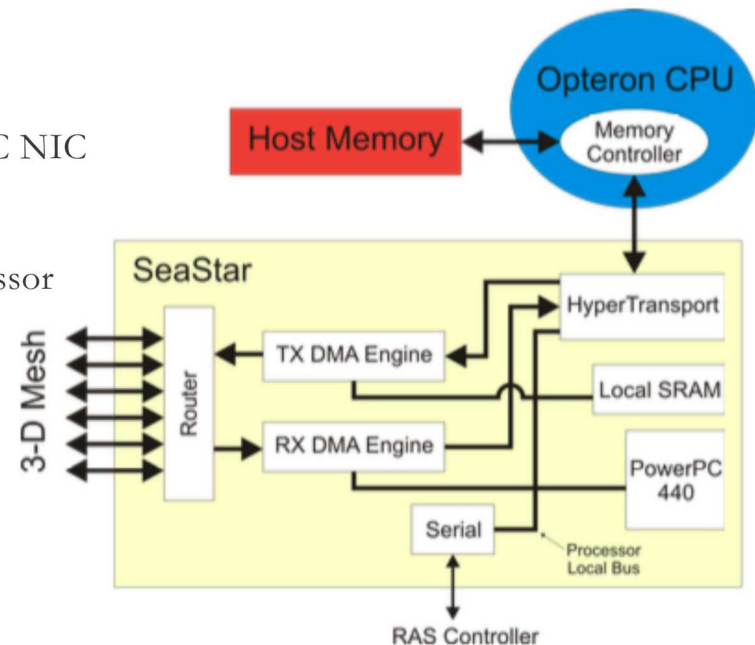 C NIC
ssor
Opteron CPU
Host Memory
Memory
Controller
SeaStar
HyperTransport
3-D Mesh
Router
TX DMA Engine
Local SRAM
RX DMA Engine
PowerPC
440
Serial
Processor
Local Bus
RAS Controller